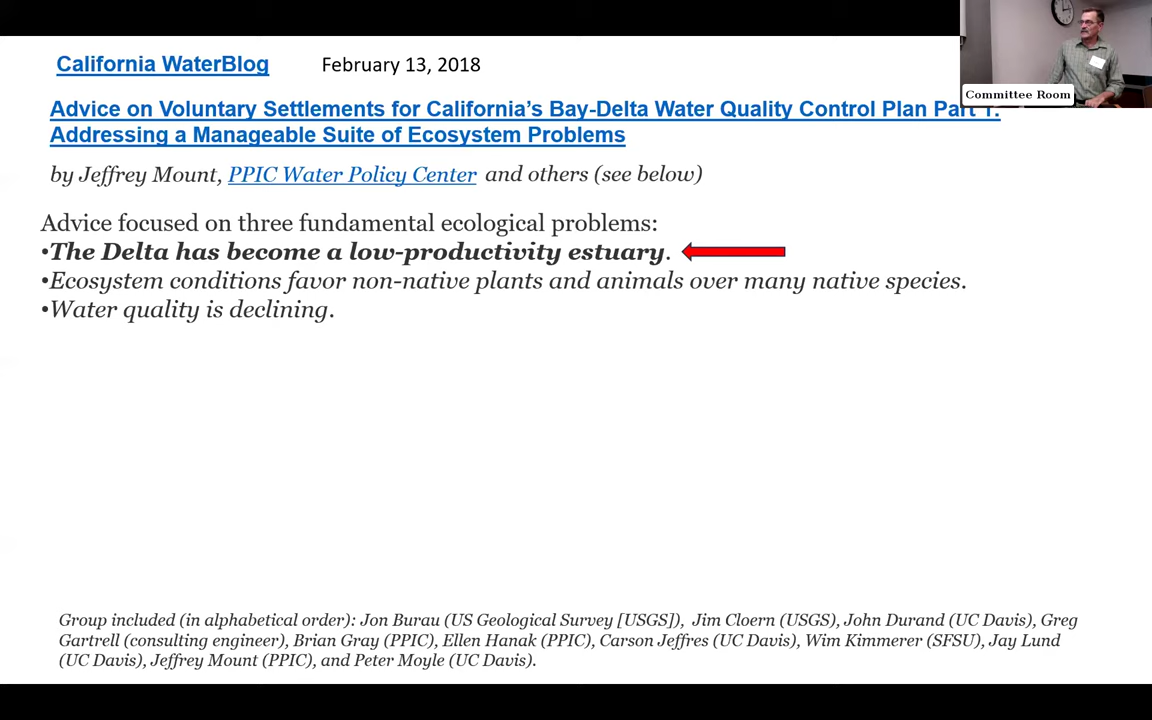 California WaterBlog February 13, 2018
Committee Room
Advice on Voluntary Settlements for California's Bay-Delta Water Quality Control Plan Part 1:
Addressing a Manageable Suite of Ecosystem Problems
by Jeffrey Mount, PPIC Water Policy Center and others (see below)
Advice focused on three fundamental ecological problems:
•The Delta has become a low-productivity estuary.
•Ecosystem conditions favor non-native plants and animals over many native species.
•Water quality is declining.
Group included (in alphabetical order): Jon Burau (US Geological Survey [USGS]), Jim Cloern (USGS), John Durand (UC Davis), Greg
Gartrell (consulting engineer), Brian Gray (PPIC), Ellen Hanak (PPIC), Carson Jeffres (UC Davis), Wim Kimmerer (SFSU), Jay Lund
(UC Davis), Jeffrey Mount (PPIC), and Peter Moyle (UC Davis).